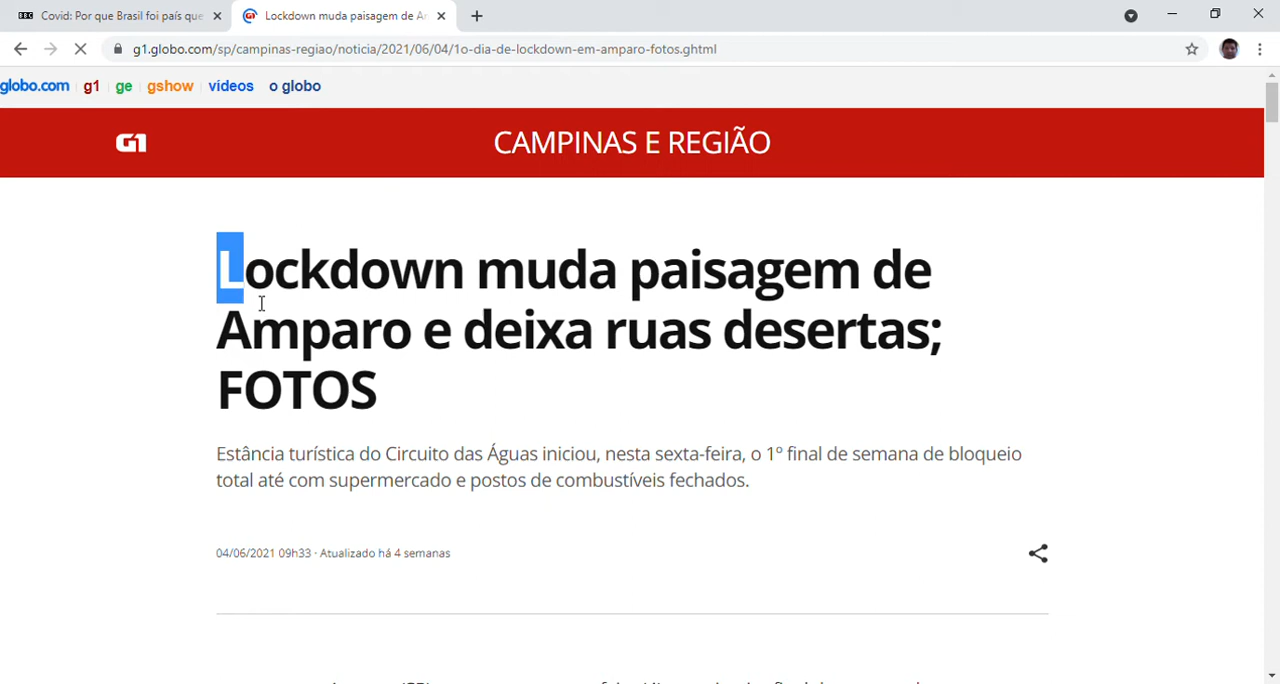 BBC Covid: Por que Brasil foi país que
Lockdown muda paisagem de A
g1.globo.com/sp/campinas-regiao/noticia/2021/06/04/1o-dia-de-lockdown-em-amparo-fotos.ghtml
globo.com g1 ge gshow vídeos o globo
G1 CAMPINAS E REGIÃO
Lockdown muda paisagem de
Amparo e deixa ruas desertas;
FOTOS
Estância turística do Circuito das Águas iniciou, nesta sexta-feira, o 1º final de semana de bloqueio
total até com supermercado e postos de combustíveis fechados.
04/06/2021 09h33 · Atualizado há 4 semanas